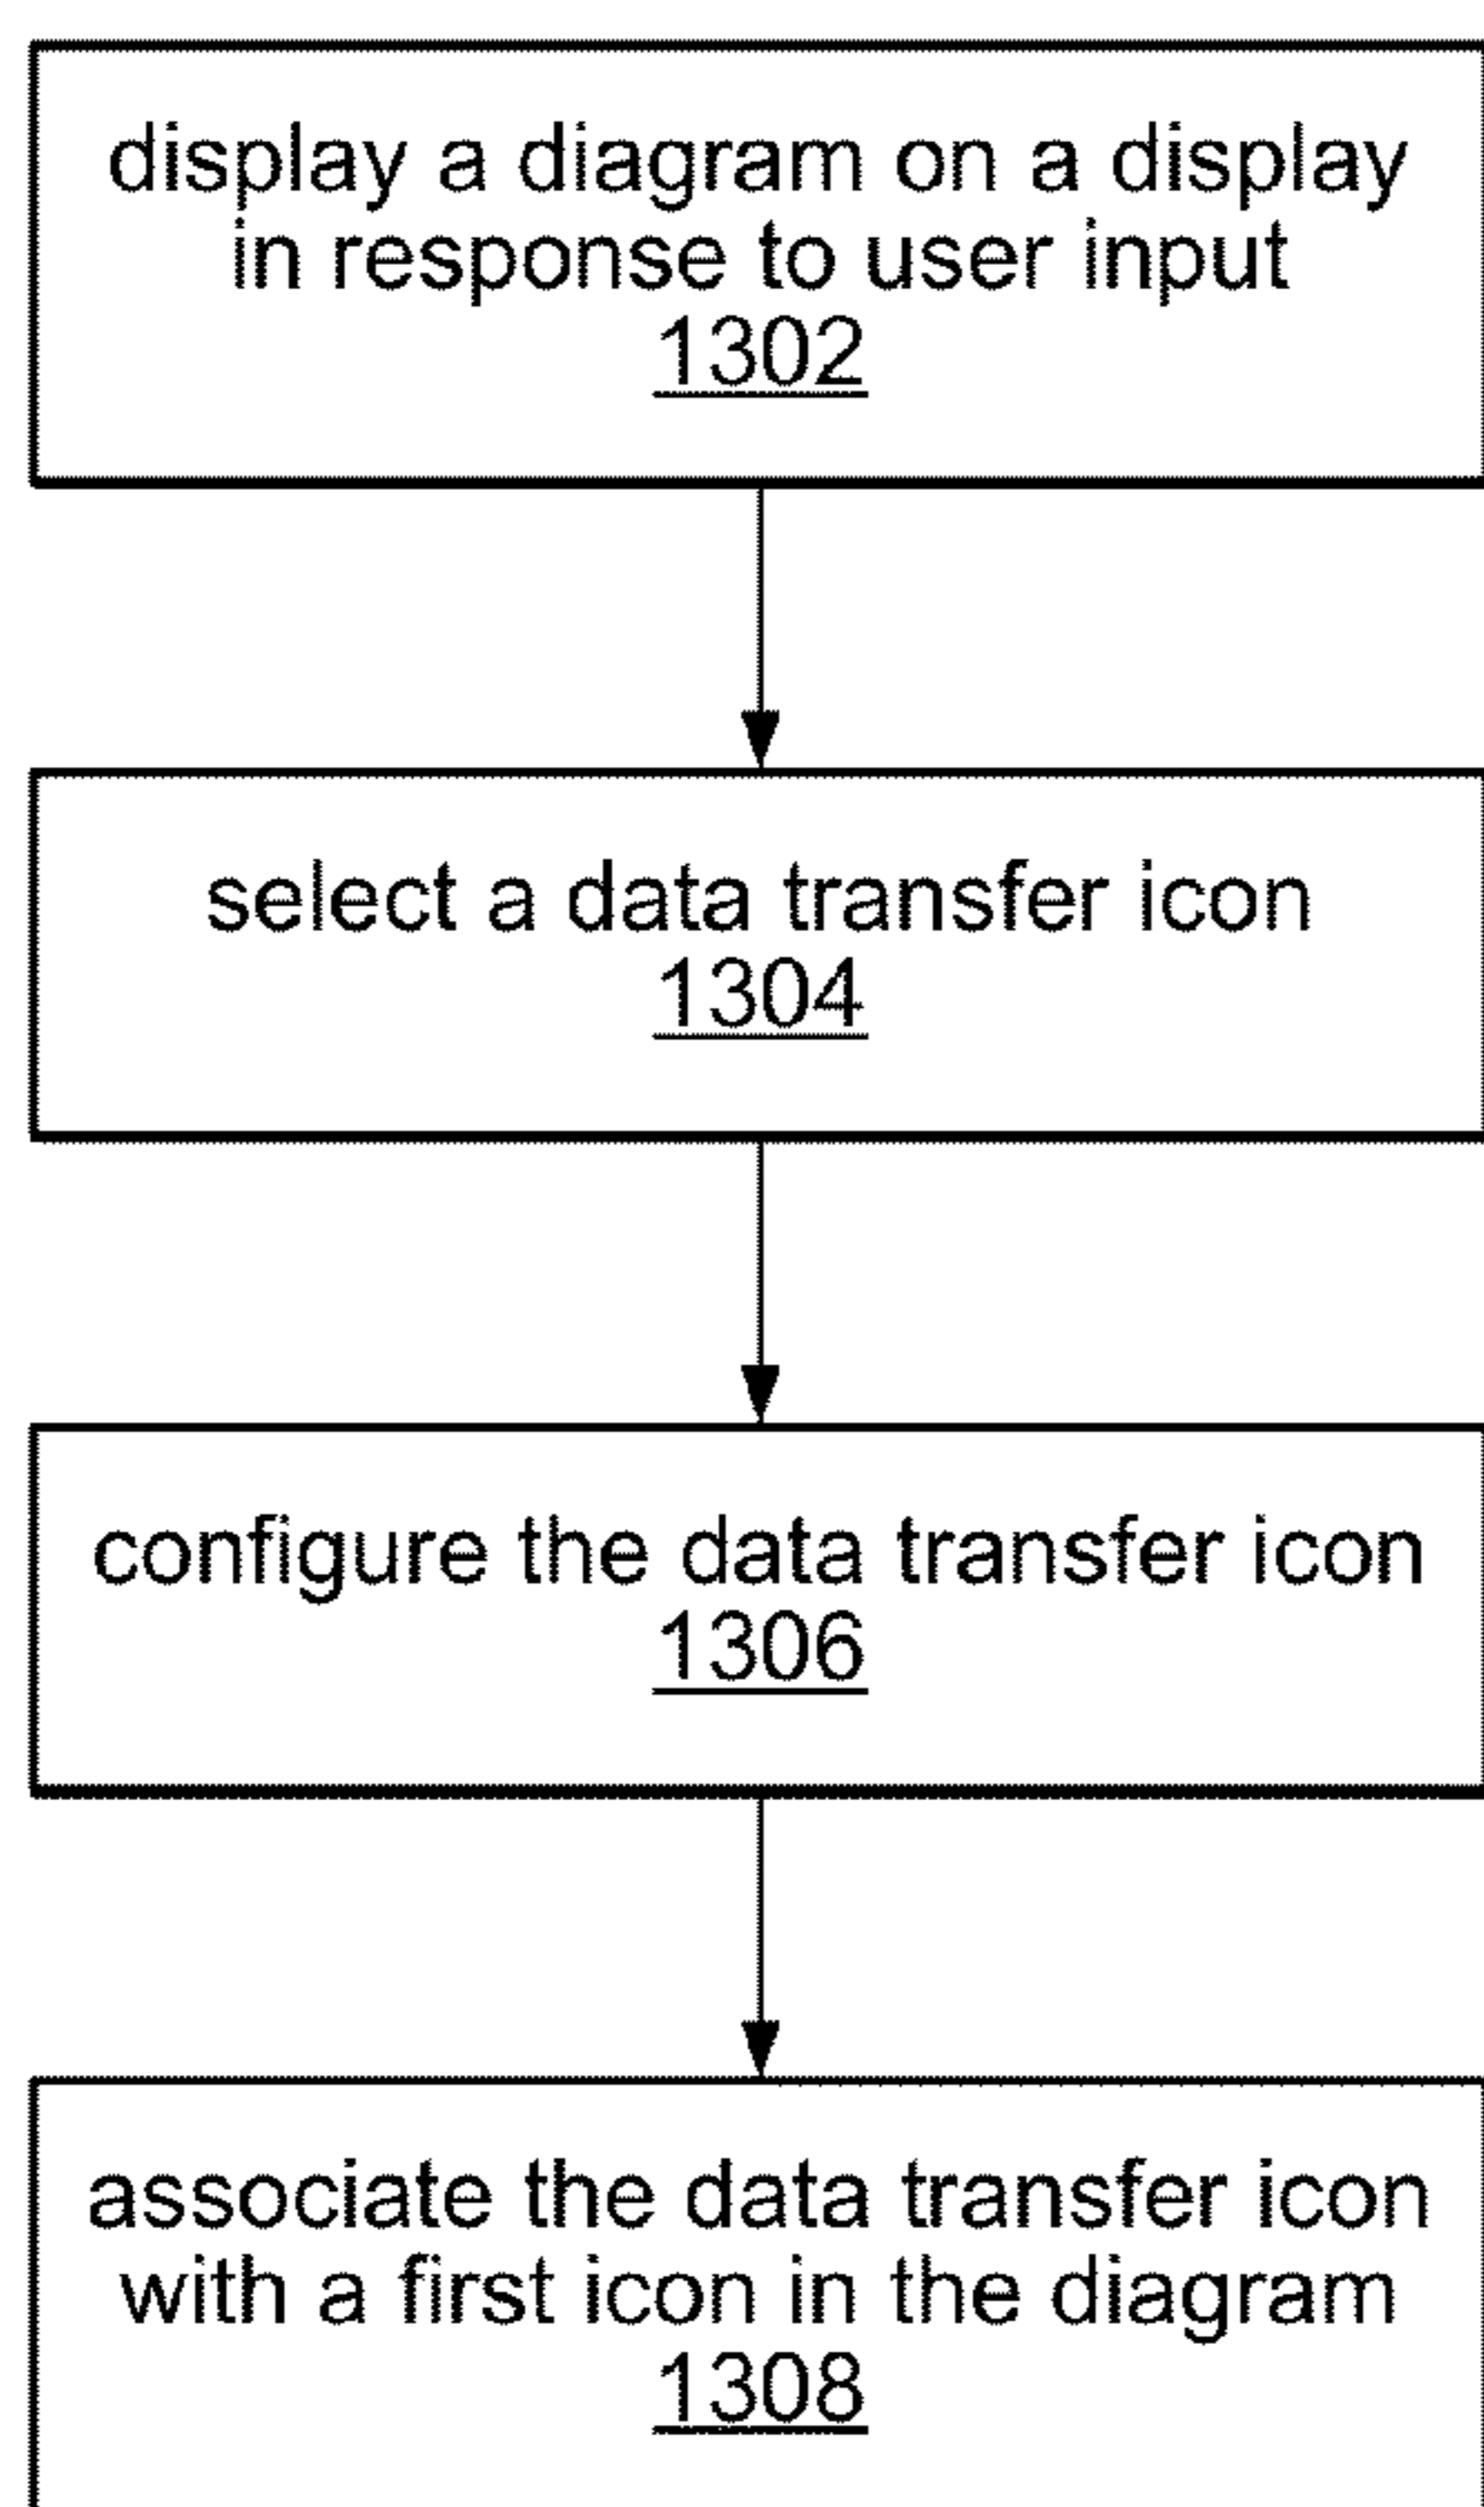 display a diagram on a display
in response to user input
1302
select a data transfer icon
1304
configure the data transfer icon
1306
associate the data transfer icon
with a first icon in the diagram
1308